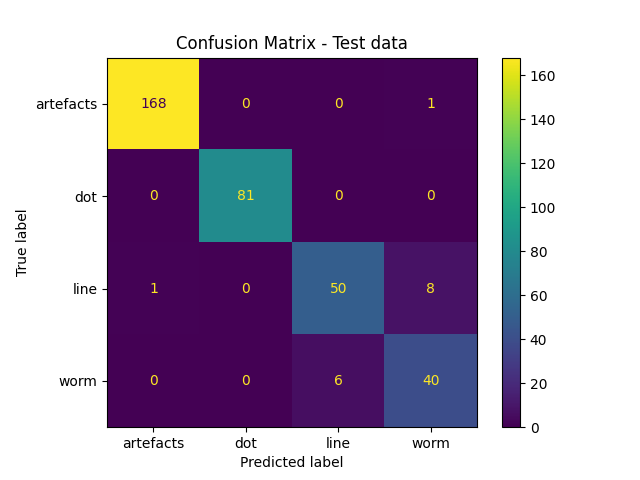 Confusion Matrix - Test data
artefacts 168 0 0 1 160
140
dot 0 81 0 0 120
100
True label
80
line 1 0 50 8 60
40
worm 0 0 6 40 20
0
artefacts dot line worm
Predicted label